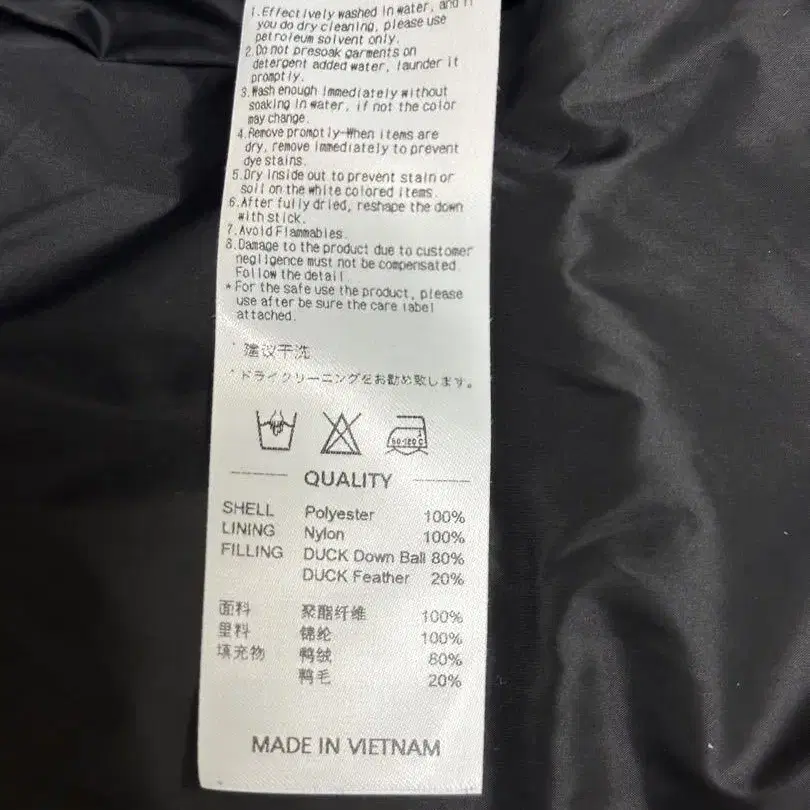 1.Effectively washed in water, and if
you do dry cleaning, please use
petroleum solvent only.
2.Do not presoak garments on
detergent added water, launder it
promptly.
3.Wash enough immediately without
soaking in water, if not the color
may change.
4.Remove promptly-When items are
dry, remove immediately to prevent
dye stains.
5.Dry inside out to prevent stain or
soil on the white colored items.
6.After fully dried, reshape the down
with stick.
7.Avoid Flammables.
8.Damage to the product due to customer
negligence must not be compensated.
Follow the detail.
*For the safe use the product, please
use after be sure the care label
attached.
* 建议干洗
* ドライクリーニングをお勧め致します。
60-120℃
QUALITY
SHELL Polyester 100%
LINING Nylon 100%
FILLING DUCK Down Ball 80%
DUCK Feather 20%
面料 聚酯纤维 100%
里料 锦纶 100%
填充物 鸭绒 80%
鸭毛 20%
MADE IN VIETNAM